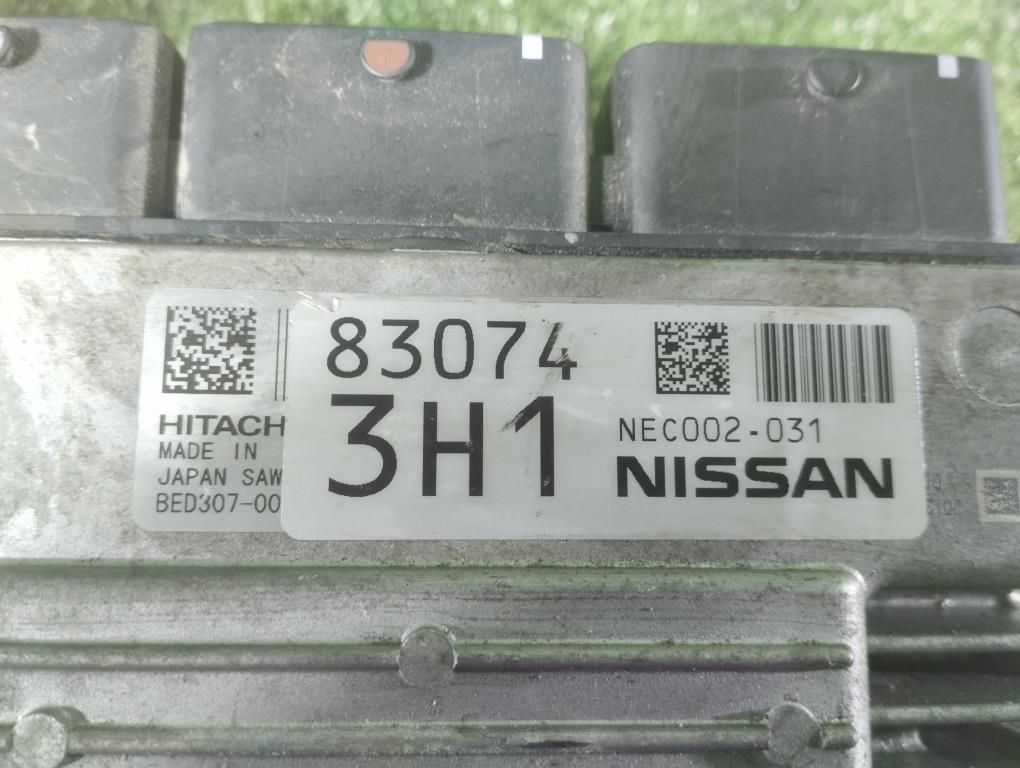 HITACH
MADE IN
JAPAN SAW
BED307-00
83074
3H1
NEC002-031
NISSAN